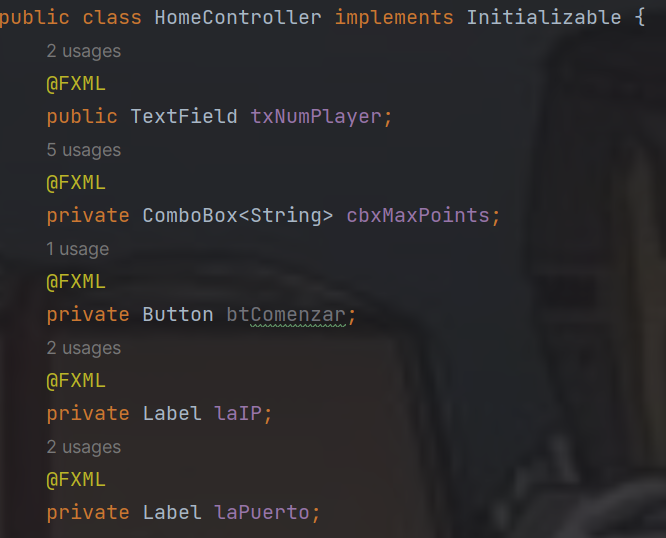 public class HomeController implements Initializable {
2 usages
@FXML
public TextField txNumPlayer;
5 usages
@FXML
private ComboBox<String> cbxMaxPoints;
1 usage
@FXML
private Button btComenzar;
2 usages
@FXML
private Label laIP;
2 usages
@FXML
private Label laPuerto;